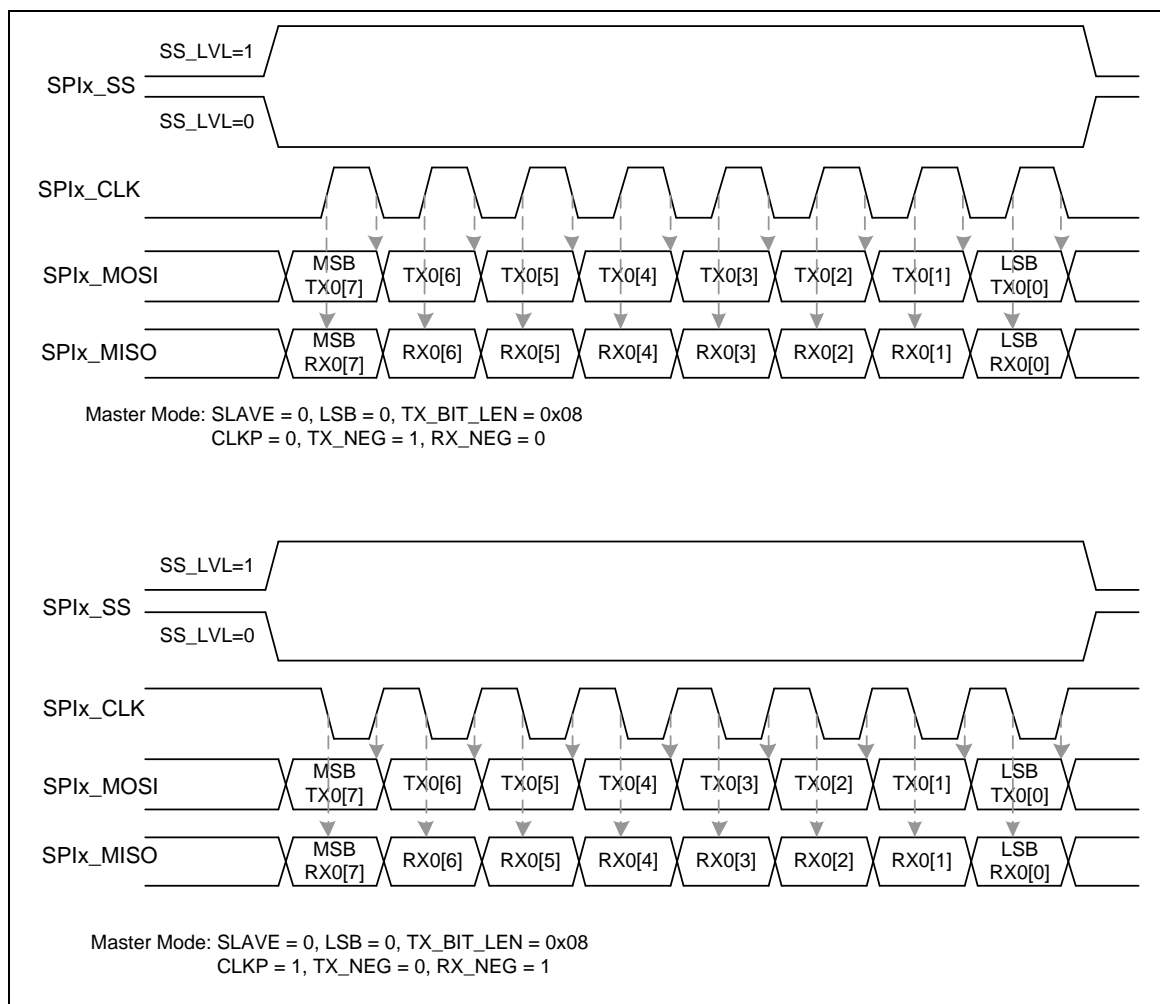 SS_LVL=1
SPIx_SS
SS_LVL=0
SPIx_CLK
SPIx_MOSI
MSB TX0[7] TX0[6] TX0[5] TX0[4] TX0[3] TX0[2] TX0[1] LSB TX0[0]
SPIx_MISO
MSB RX0[7] RX0[6] RX0[5] RX0[4] RX0[3] RX0[2] RX0[1] LSB RX0[0]
Master Mode: SLAVE = 0, LSB = 0, TX_BIT_LEN = 0x08
CLKP = 0, TX_NEG = 1, RX_NEG = 0
SS_LVL=1
SPIx_SS
SS_LVL=0
SPIx_CLK
SPIx_MOSI
MSB TX0[7] TX0[6] TX0[5] TX0[4] TX0[3] TX0[2] TX0[1] LSB TX0[0]
SPIx_MISO
MSB RX0[7] RX0[6] RX0[5] RX0[4] RX0[3] RX0[2] RX0[1] LSB RX0[0]
Master Mode: SLAVE = 0, LSB = 0, TX_BIT_LEN = 0x08
CLKP = 1, TX_NEG = 0, RX_NEG = 1